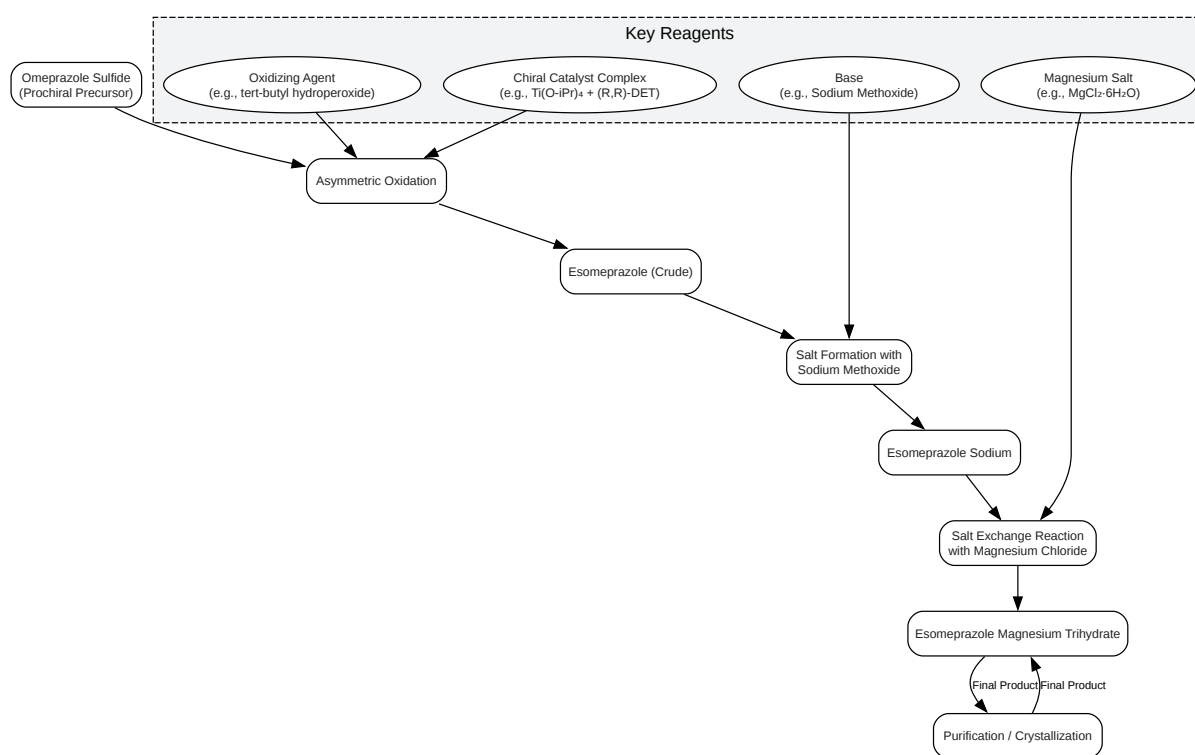 Key Reagents
Omeprazole Sulfide
(Prochiral Precursor)
Oxidizing Agent
(e.g., tert-butyl hydroperoxide)
Chiral Catalyst Complex
(e.g., Ti(O-iPr)₄ + (R,R)-DET)
Base
(e.g., Sodium Methoxide)
Magnesium Salt
(e.g., MgCl₂·6H₂O)
Asymmetric Oxidation
Esomeprazole (Crude)
Salt Formation with
Sodium Methoxide
Esomeprazole Sodium
Salt Exchange Reaction
with Magnesium Chloride
Esomeprazole Magnesium Trihydrate
Final Product
Final Product
Purification / Crystallization